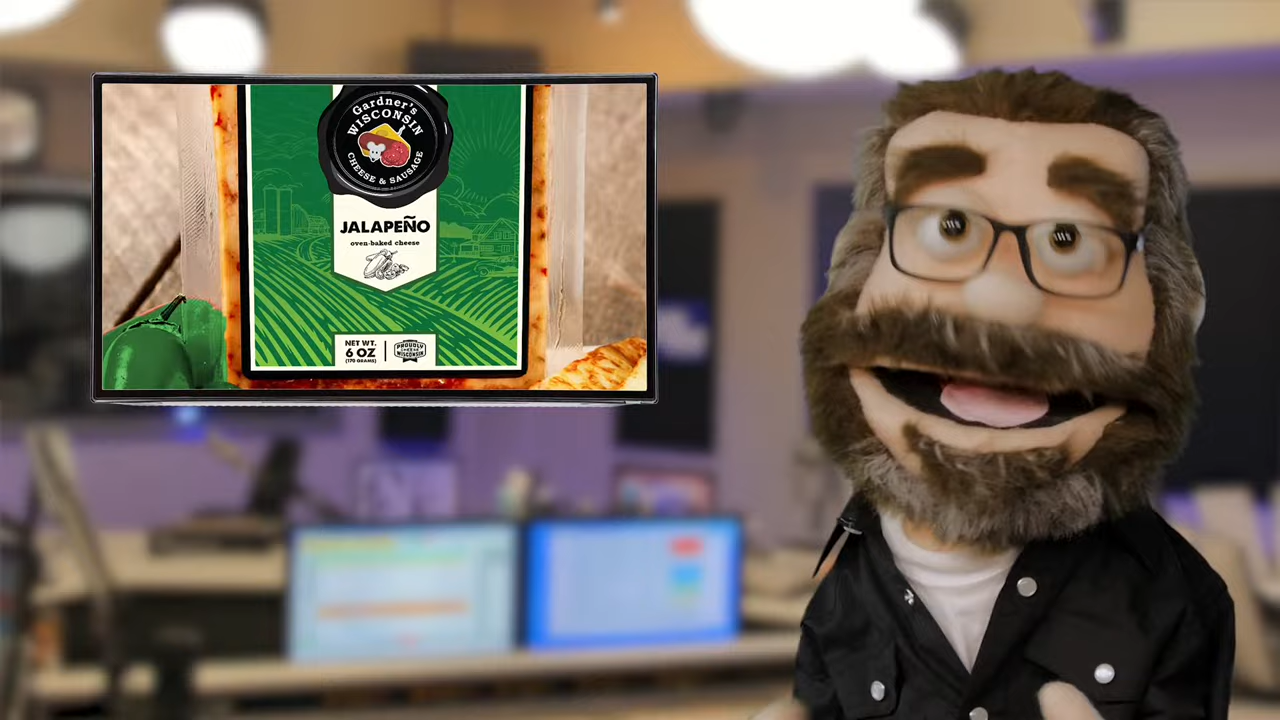 Gardner's
WISCONSIN
CHEESE & SAUSAGE
JALAPEÑO
oven-baked cheese
NET WT.
6 OZ
(170 GRAMS)
PROUDLY
WISCONSIN